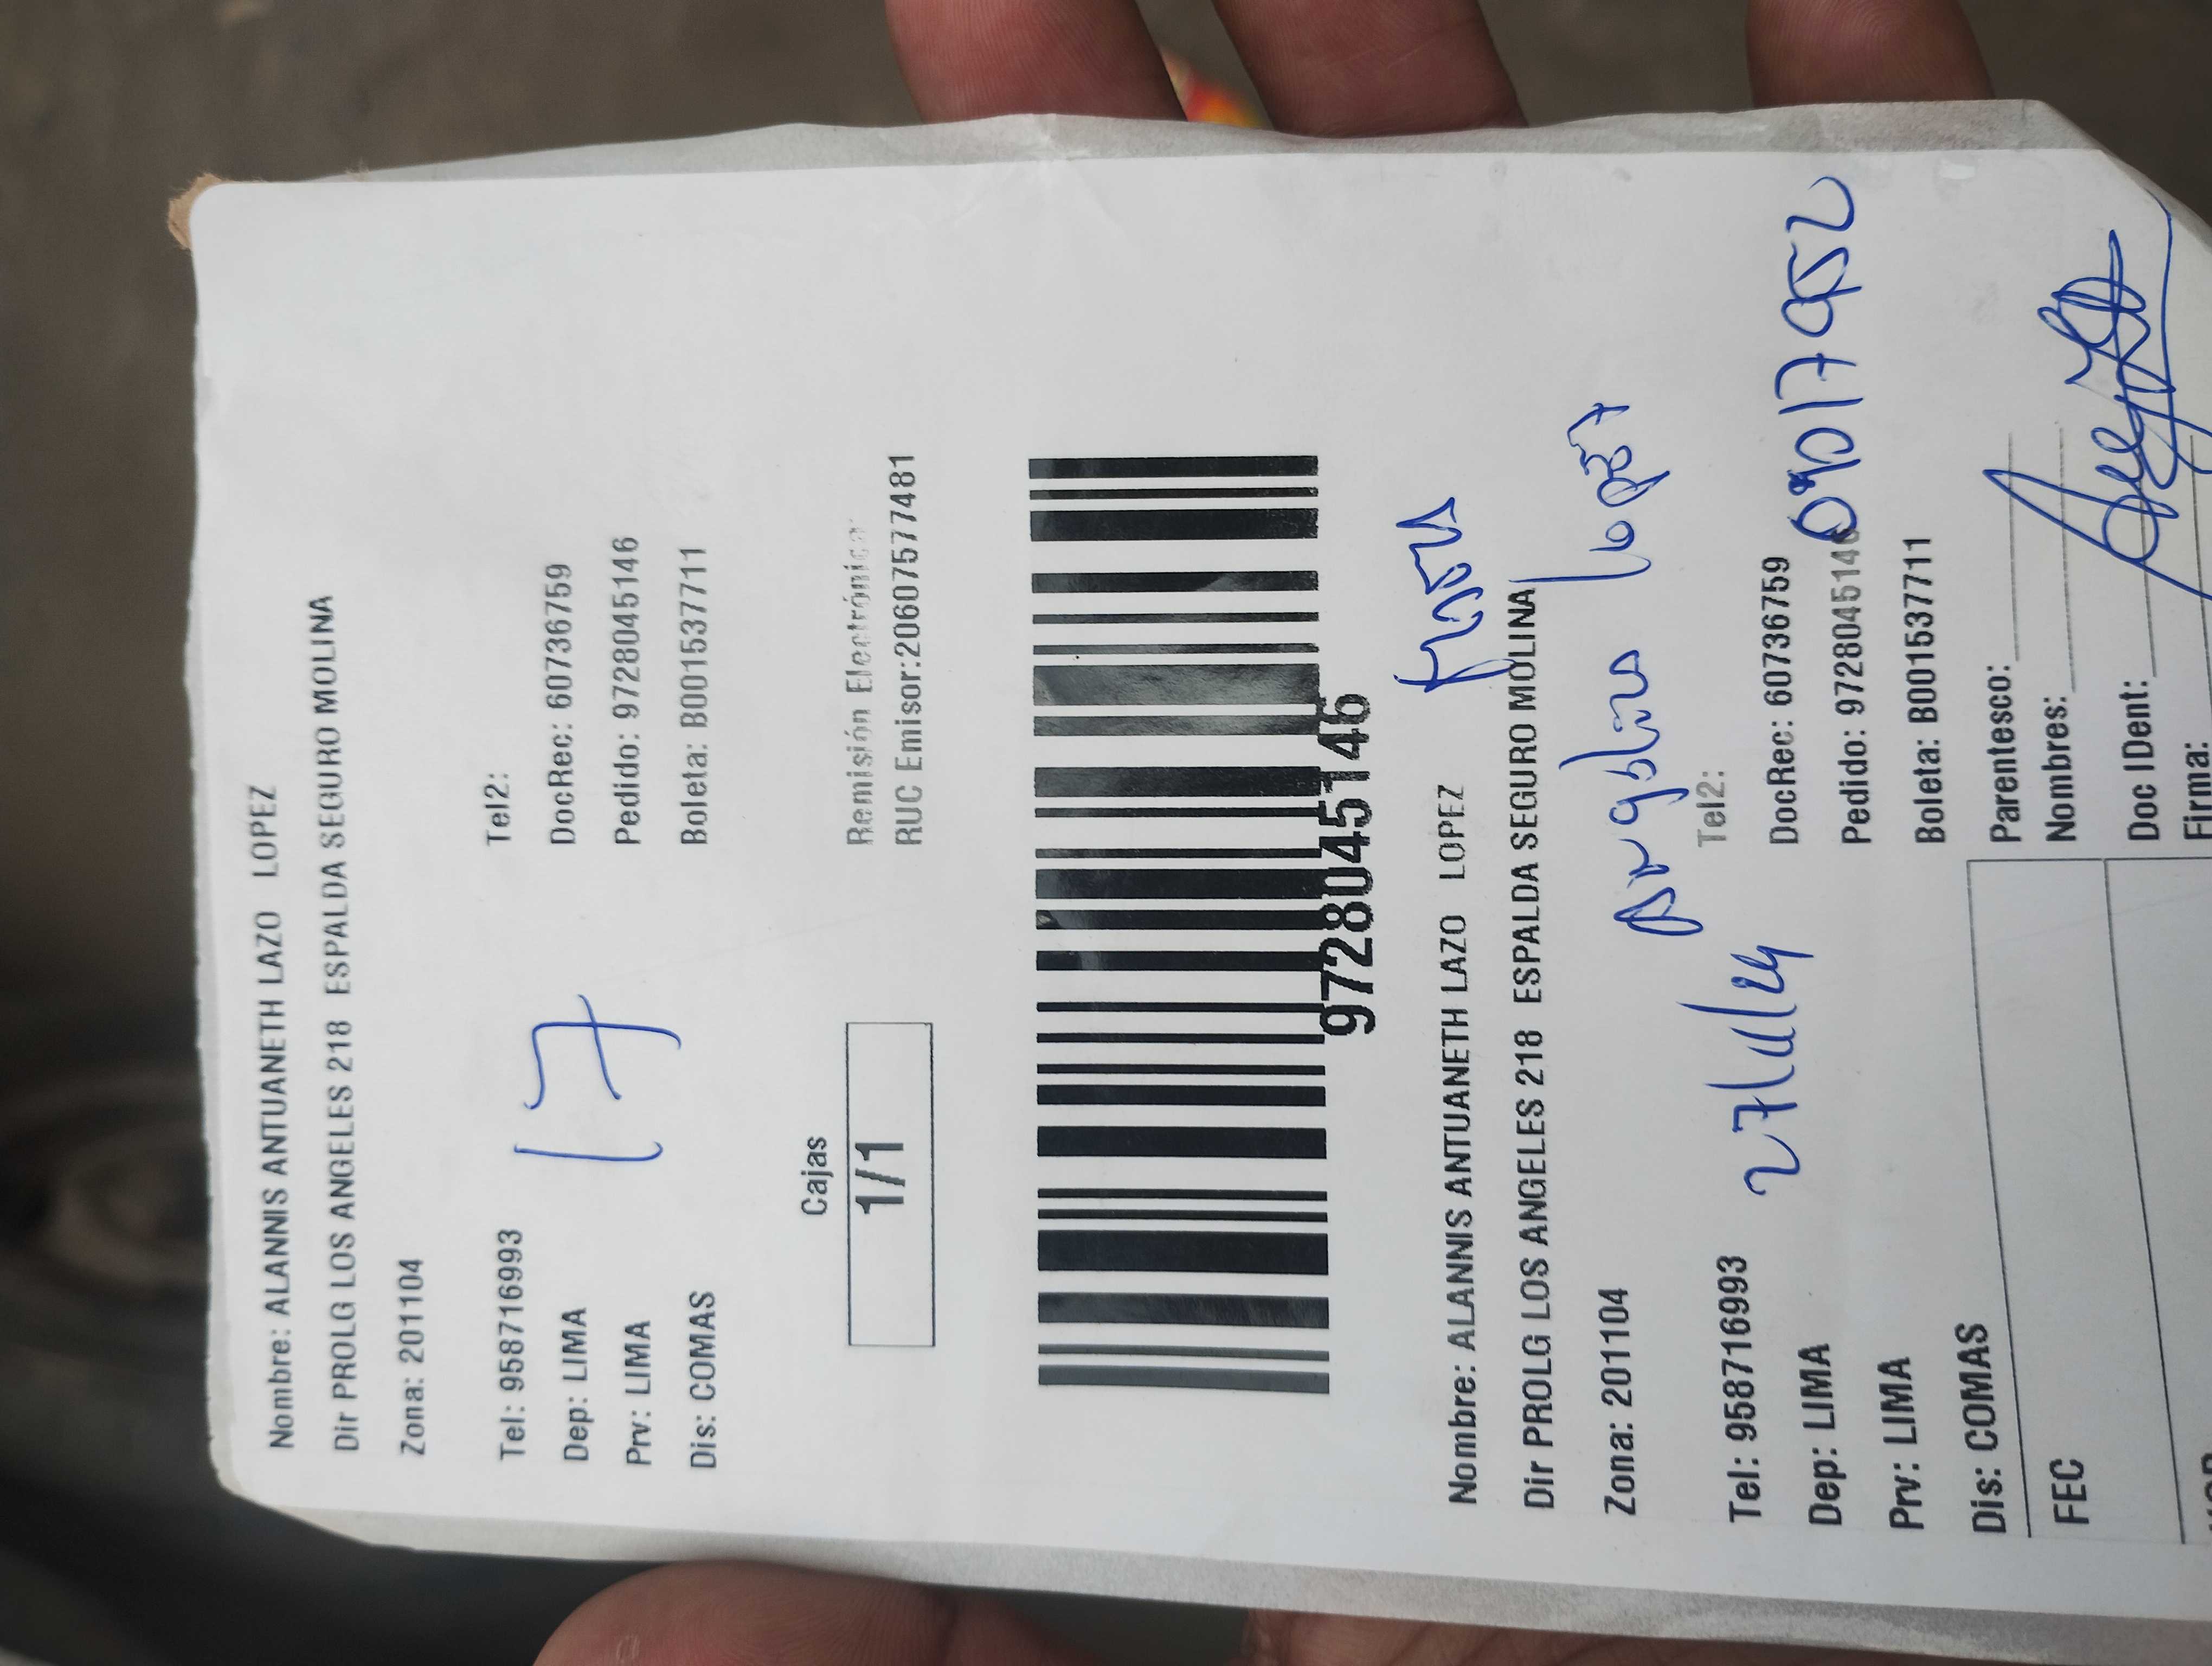 Nombre: ALANNIS ANTUANETH LAZO LOPEZ
Dir PROLG LOS ANGELES 218 ESPALDA SEGURO MOLINA
Zona: 201104
Tel: 958716993
Tel2:
17
Dep: LIMA
DocRec: 60736759
Prv: LIMA
Pedido: 9728045146
Dis: COMAS
Boleta: B001537711
Cajas
1/1
Remisión Electrónica
RUC Emisor:20607577481
9728045146
Nombre: ALANNIS ANTUANETH LAZO LOPEZ
Dir PROLG LOS ANGELES 218 ESPALDA SEGURO MOLINA
Zona: 201104
Tel: 958716993
Tel2:
Dep: LIMA
DocRec: 60736759
Prv: LIMA
Pedido: 972804514
Dis: COMAS
Boleta: B001537711
FEC
Parentesco:
Nombres:
Doc IDent:
Firma: